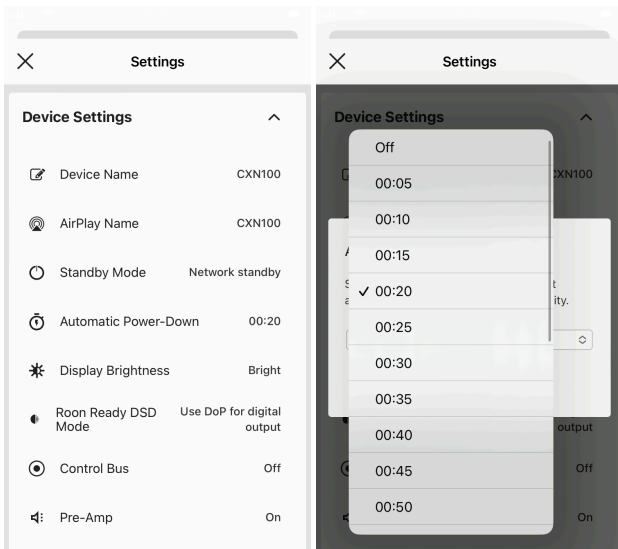 Settings
Device Settings
Device Name CXN100
AirPlay Name CXN100
Standby Mode Network standby
Automatic Power-Down 00:20
Display Brightness Bright
Roon Ready DSD Use DoP for digital
Mode output
Control Bus Off
Pre-Amp On
Settings
Device Settings
Off
00:05
CXN100
00:10
00:15
00:20
ity.
00:25
00:30
00:35
00:40
output
00:45
Off
00:50
On